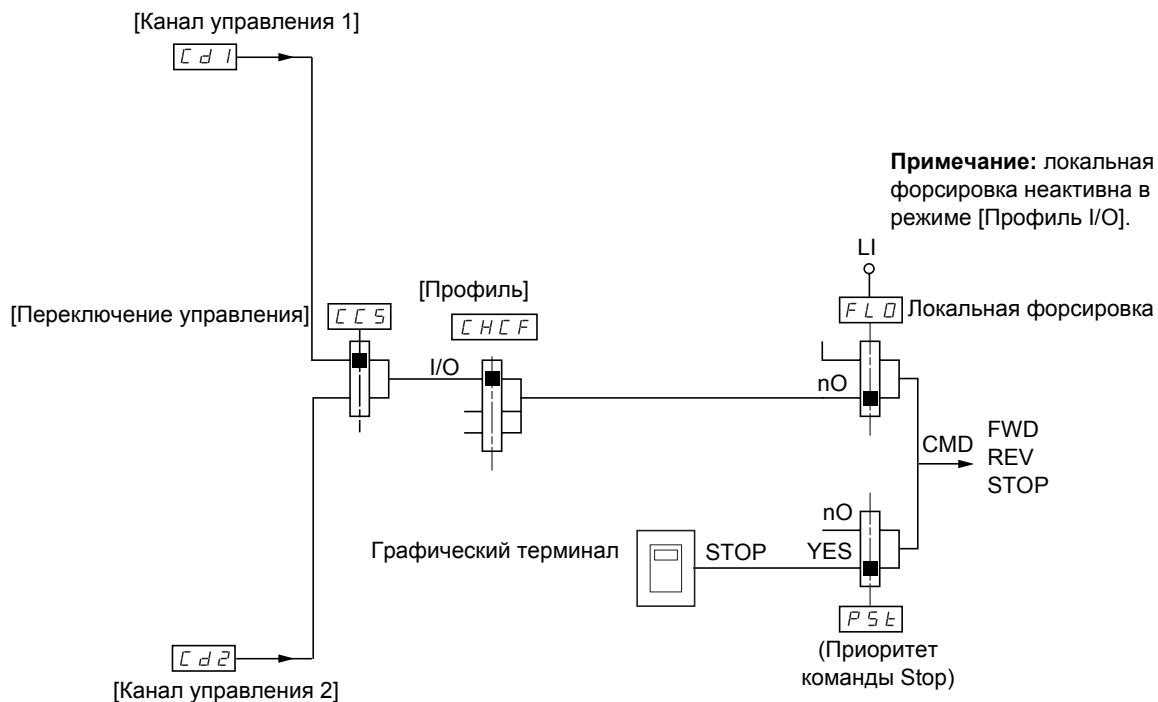 [Канал управления 1]
Cd1
Примечание: локальная
форсировка неактивна в
режиме [Профиль I/O].
LI
[Профиль]
[Переключение управления]
CCS
CHCF
FLO
Локальная форсировка
I/O
nO
CMD
FWD
REV
STOP
nO
Графический терминал
STOP
YES
PSt
(Приоритет
команды Stop)
Cd2
[Канал управления 2]